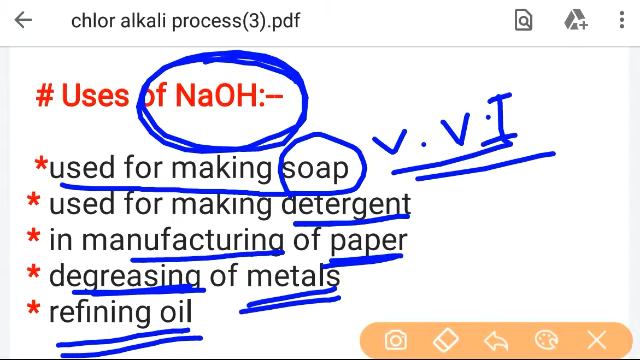 chlor alkali process(3).pdf
# Uses of NaOH:--
*used for making soap
v.v.I
* used for making detergent
* in manufacturing of paper
* degreasing of metals
* refining oil